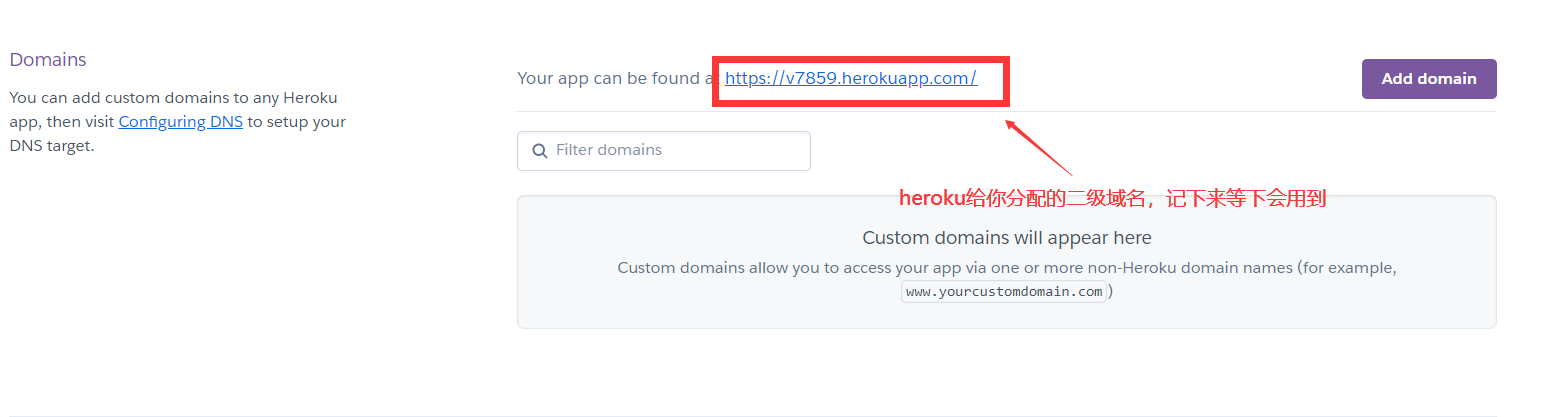 Domains
You can add custom domains to any Heroku
app, then visit Configuring DNS to setup your
DNS target.
Your app can be found at https://v7859.herokuapp.com/
Add domain
Filter domains
heroku给你分配的二级域名，记下来等下会用到
Custom domains will appear here
Custom domains allow you to access your app via one or more non-Heroku domain names (for example,
www.yourcustomdomain.com)